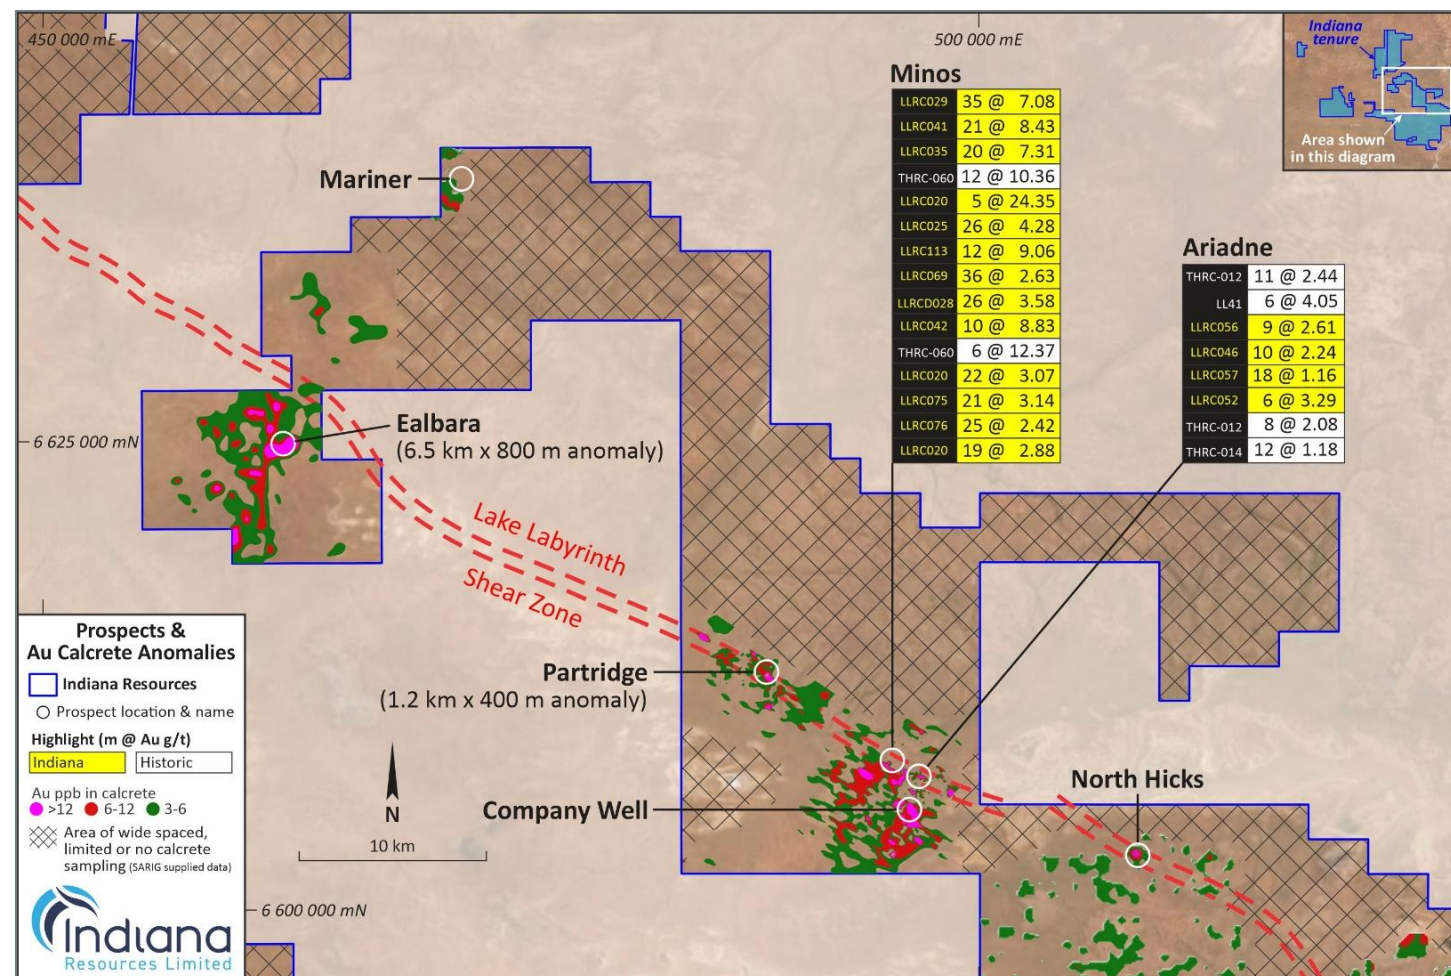 450 000 mE
500 000 mE
Indiana
tenure
Area shown
in this diagram
Minos
LLRC029 35 @ 7.08
LLRC041 21 @ 8.43
LLRC035 20 @ 7.31
THRC-060 12 @ 10.36
LLRC020 5 @ 24.35
LLRC025 26 @ 4.28
LLRC113 12 @ 9.06
LLRC069 36 @ 2.63
LLRCD028 26 @ 3.58
LLRC042 10 @ 8.83
THRC-060 6 @ 12.37
LLRC020 22 @ 3.07
LLRC075 21 @ 3.14
LLRC076 25 @ 2.42
LLRC020 19 @ 2.88
Ariadne
THRC-012 11 @ 2.44
LL41 6 @ 4.05
LLRC056 9 @ 2.61
LLRC046 10 @ 2.24
LLRC057 18 @ 1.16
LLRC052 6 @ 3.29
THRC-012 8 @ 2.08
THRC-014 12 @ 1.18
Mariner
Ealbara
(6.5 km x 800 m anomaly)
6 625 000 mN
Lake Labyrinth
Shear Zone
Partridge
(1.2 km x 400 m anomaly)
Company Well
North Hicks
N
10 km
6 600 000 mN
Prospects &
Au Calcrete Anomalies
Indiana Resources
Prospect location & name
Highlight (m @ Au g/t)
Indiana Historic
Au ppb in calcrete
>12 6-12 3-6
Area of wide spaced,
limited or no calcrete
sampling (SARIG supplied data)
Indiana
Resources Limited